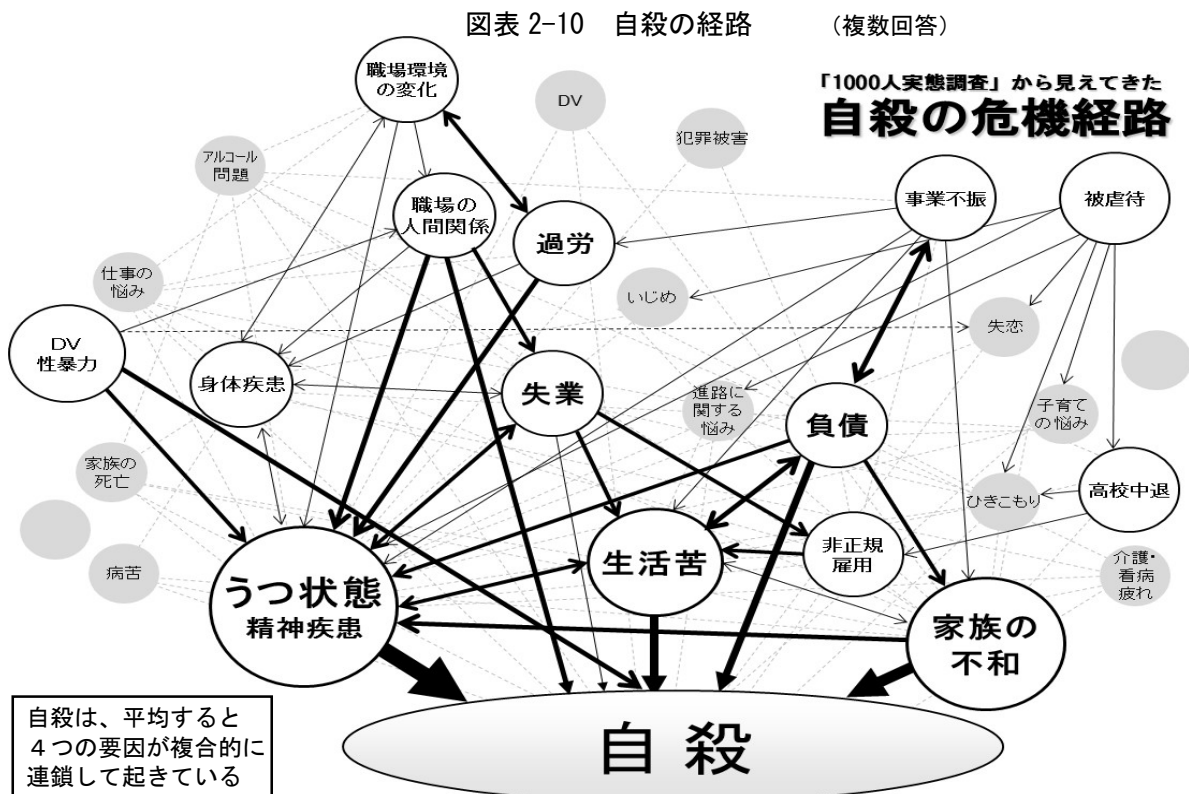 図表 2-10　自殺の経路　（複数回答）
「1000人実態調査」から見えてきた
自殺の危機経路
職場環境
の変化
DV
犯罪被害
アルコール
問題
職場の
人間関係
過労
事業不振
被虐待
仕事の
悩み
いじめ
失恋
DV
性暴力
身体疾患
失業
進路に
関する
悩み
負債
子育て
の悩み
家族の
死亡
ひきこもり
高校中退
病苦
うつ状態
精神疾患
生活苦
非正規
雇用
介護・
看病
疲れ
家族の
不和
自殺は、平均すると
４つの要因が複合的に
連鎖して起きている
自 殺